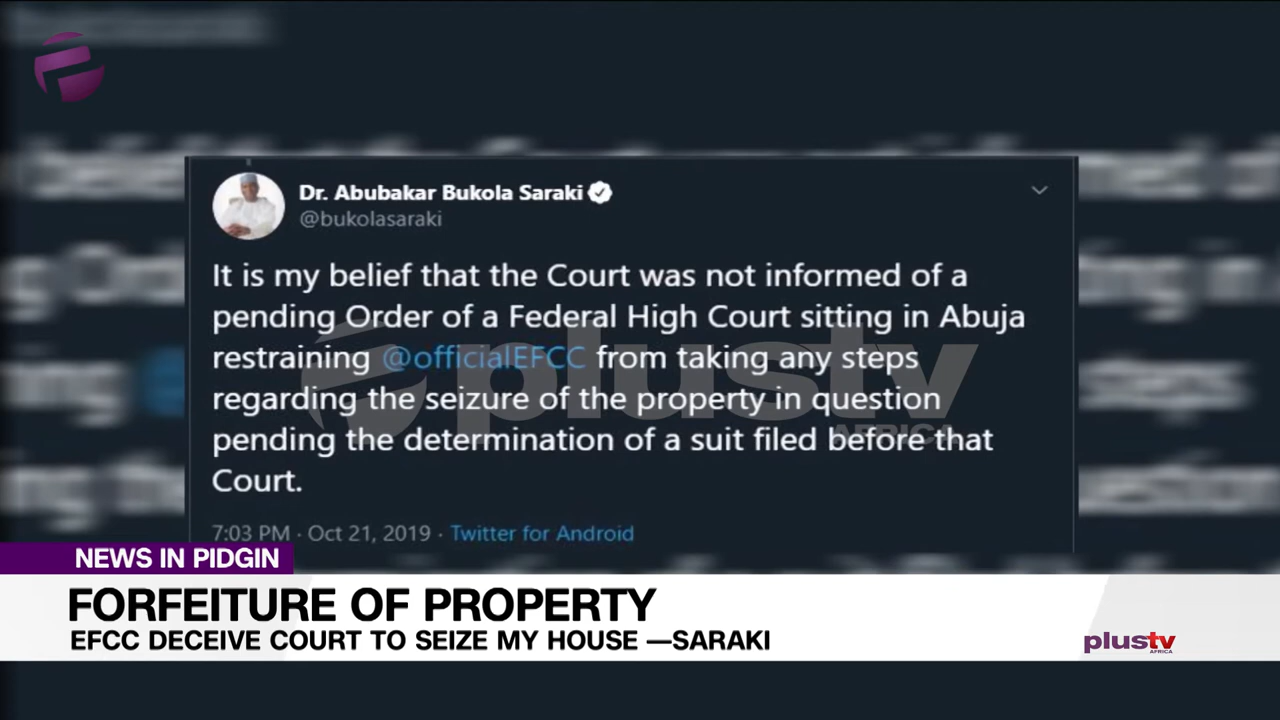 Dr. Abubakar Bukola Saraki
@bukolasaraki
It is my belief that the Court was not informed of a
pending Order of a Federal High Court sitting in Abuja
restraining @officialEFCC from taking any steps
regarding the seizure of the property in question
pending the determination of a suit filed before that
Court.
7:03 PM · Oct 21, 2019 · Twitter for Android
plustv
AFRICA
NEWS IN PIDGIN
FORFEITURE OF PROPERTY
EFCC DECEIVE COURT TO SEIZE MY HOUSE —SARAKI
plustv
AFRICA